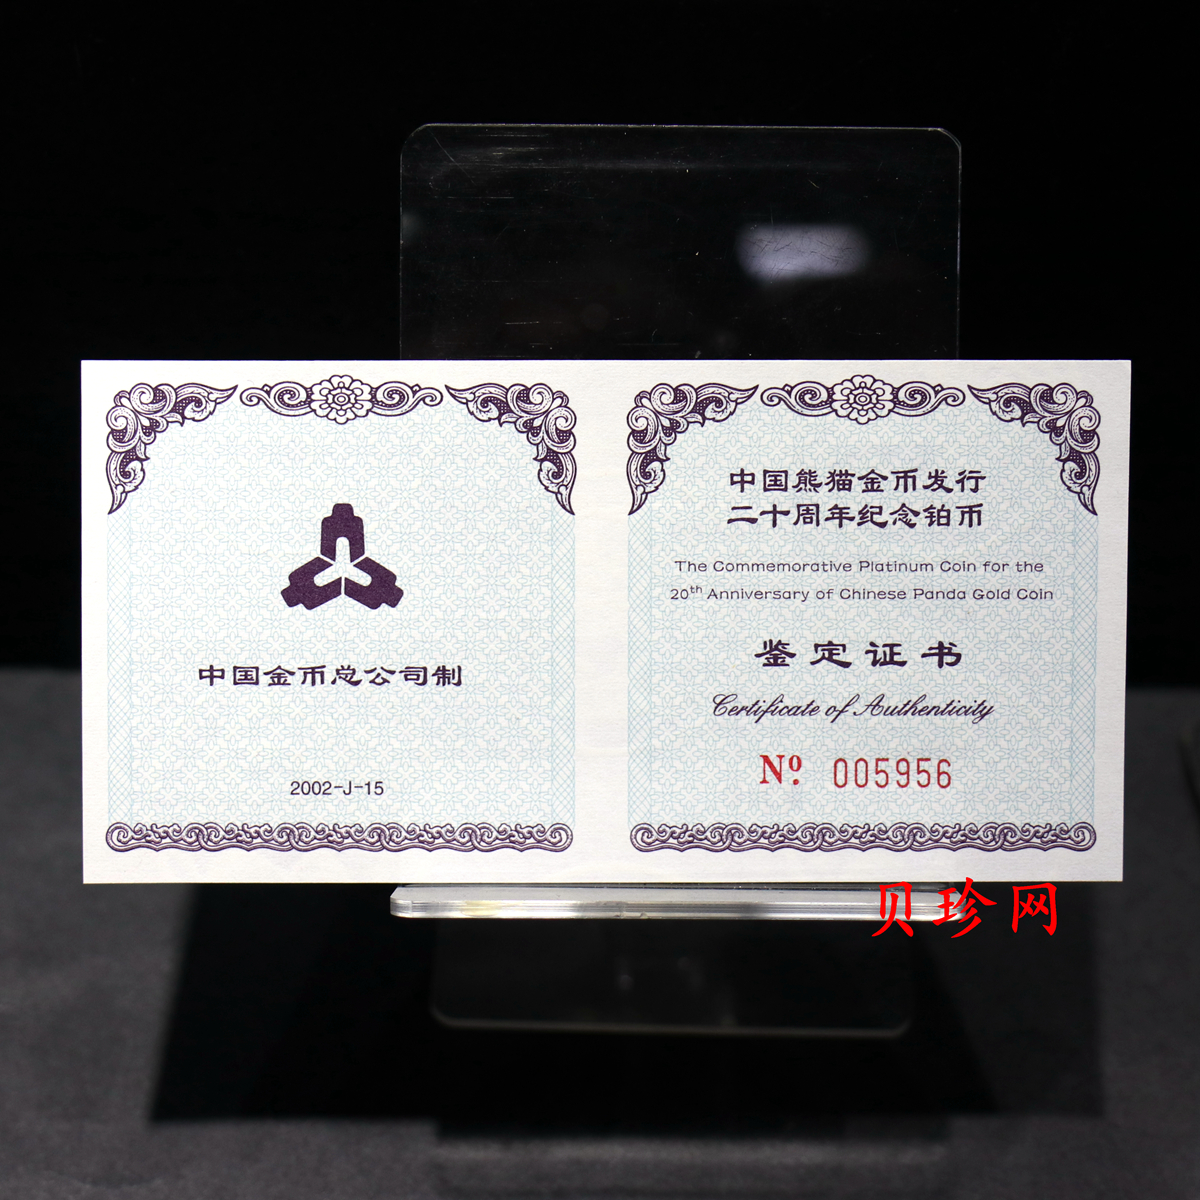 中国金币总公司制
2002-J-15
中国熊猫金币发行
二十周年纪念铂币
The Commemorative Platinum Coin for the
20th Anniversary of Chinese Panda Gold Coin
鉴定证书
Certificate of Authenticity
Nº. 005956
贝珍网